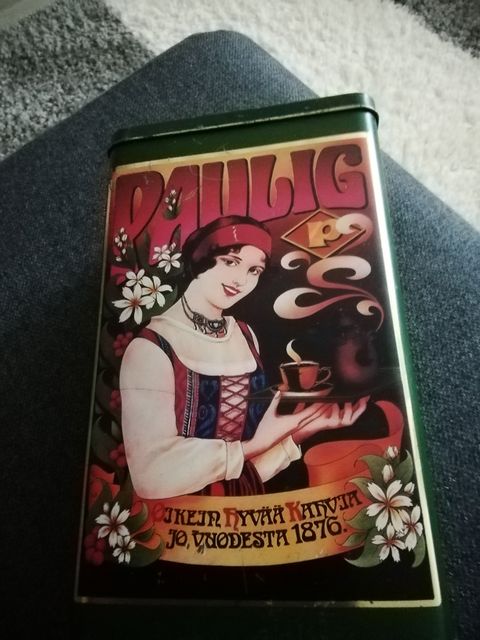 PAULIG
P
OIKEIN HYVÄÄ KAHVIA
JO, VUODESTA 1876.